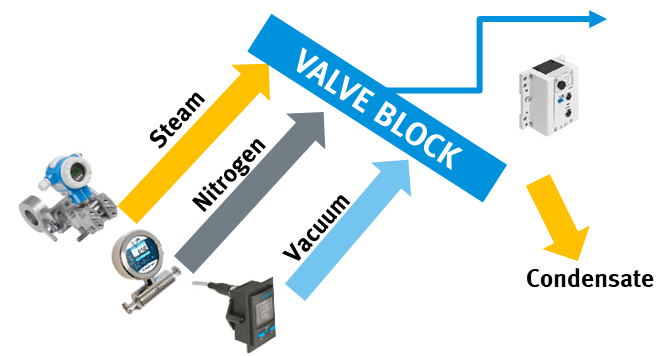 VALVE BLOCK
Steam
Nitrogen
Vacuum
Condensate